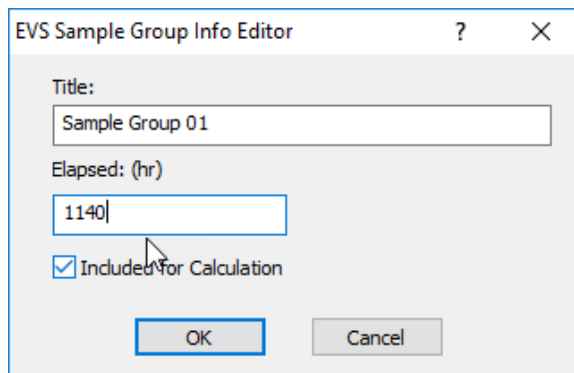 EVS Sample Group Info Editor ?
Title:
Sample Group 01
Elapsed: (hr)
1140
Included for Calculation
OK Cancel